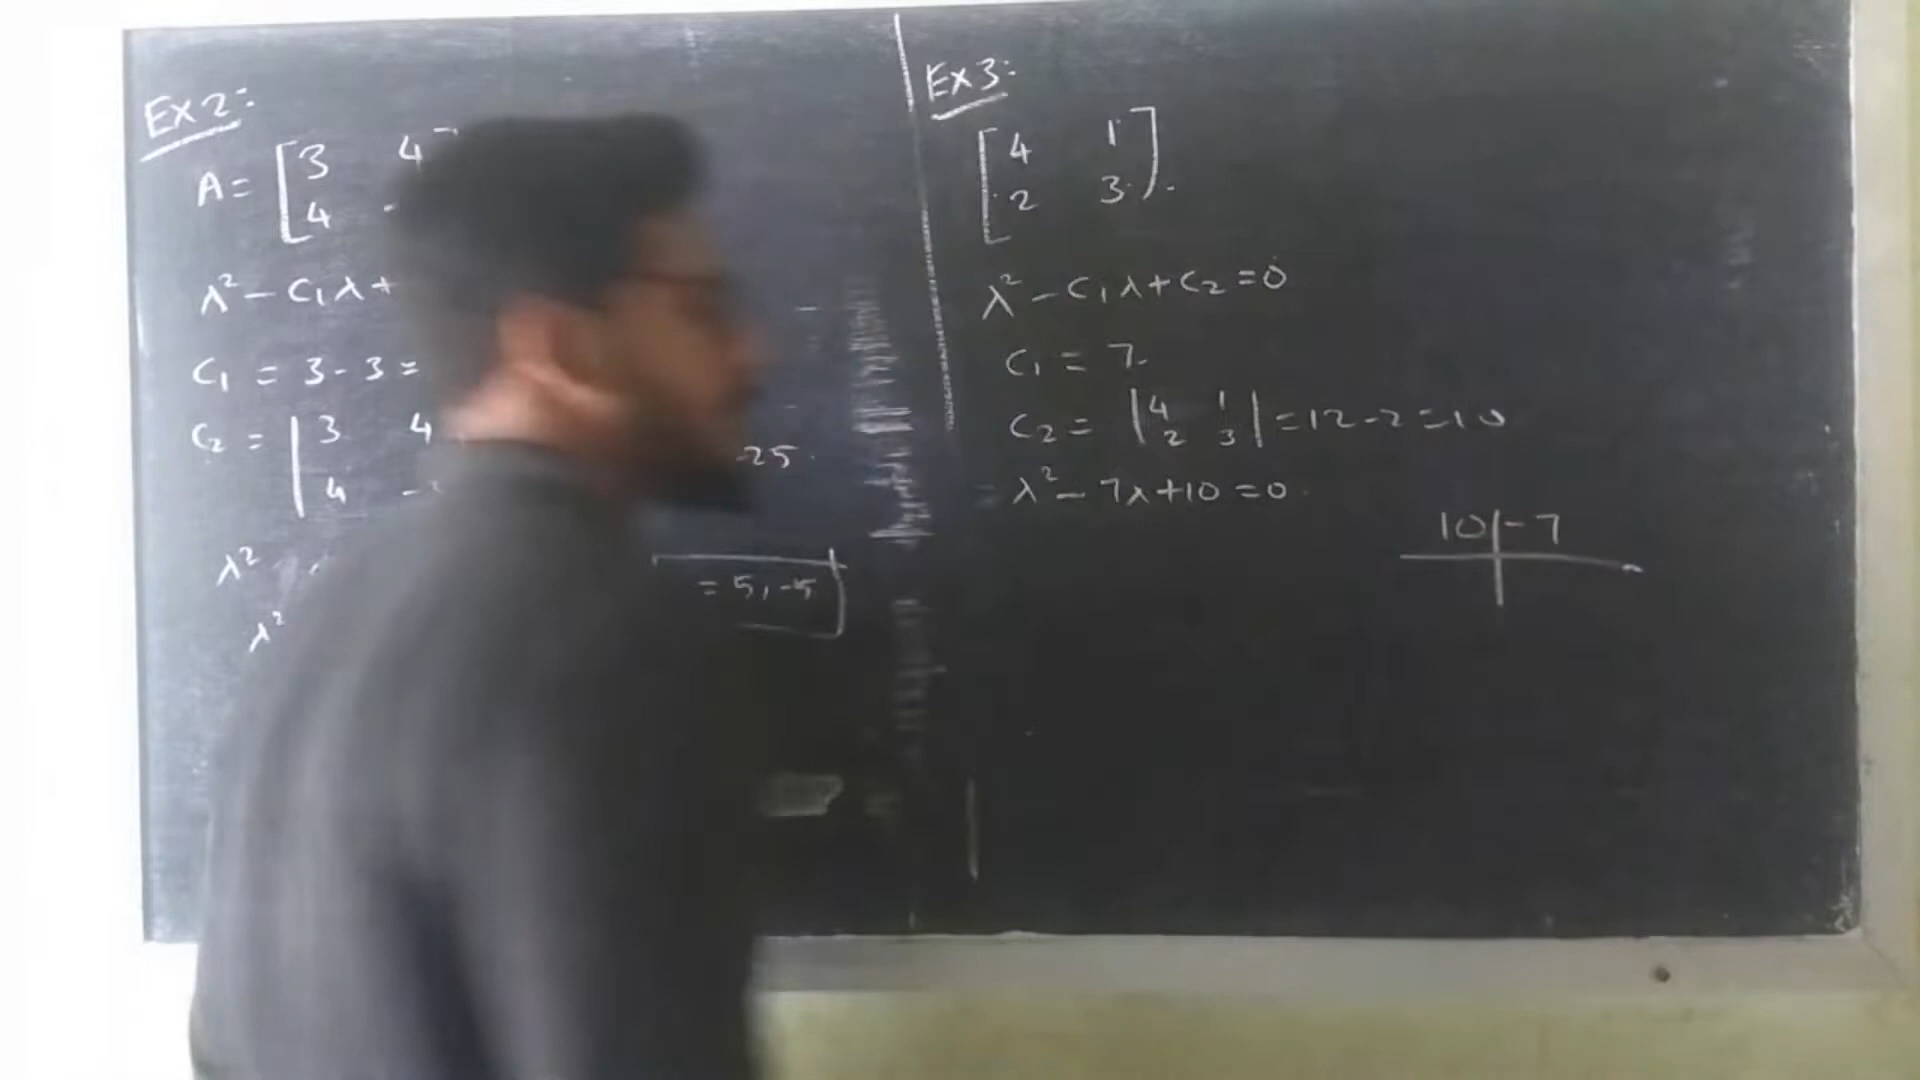 Ex2:
A = [3 4
4 -
λ² - C₁λ +
C₁ = 3 - 3 =
C₂ = |3 4
4 -
-25.
λ²
= 5, -5
λ²
Ex3:
[4 1
2 3].
λ² - C₁λ + C₂ = 0
C₁ = 7.
C₂ = |4 1
2 3| = 12 - 2 = 10
λ² - 7λ + 10 = 0.
10 | -7